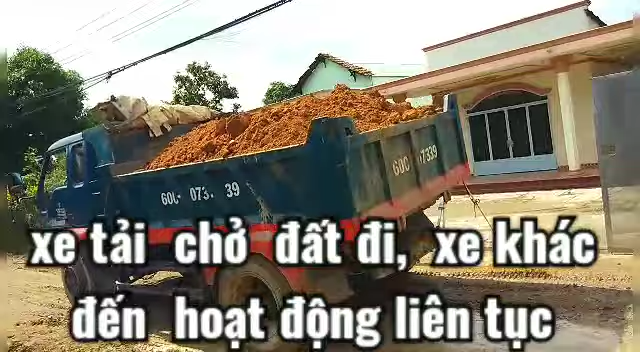 60C 07339
60C- 073. 39
xe tải chở đất đi, xe khác
đến hoạt động liên tục